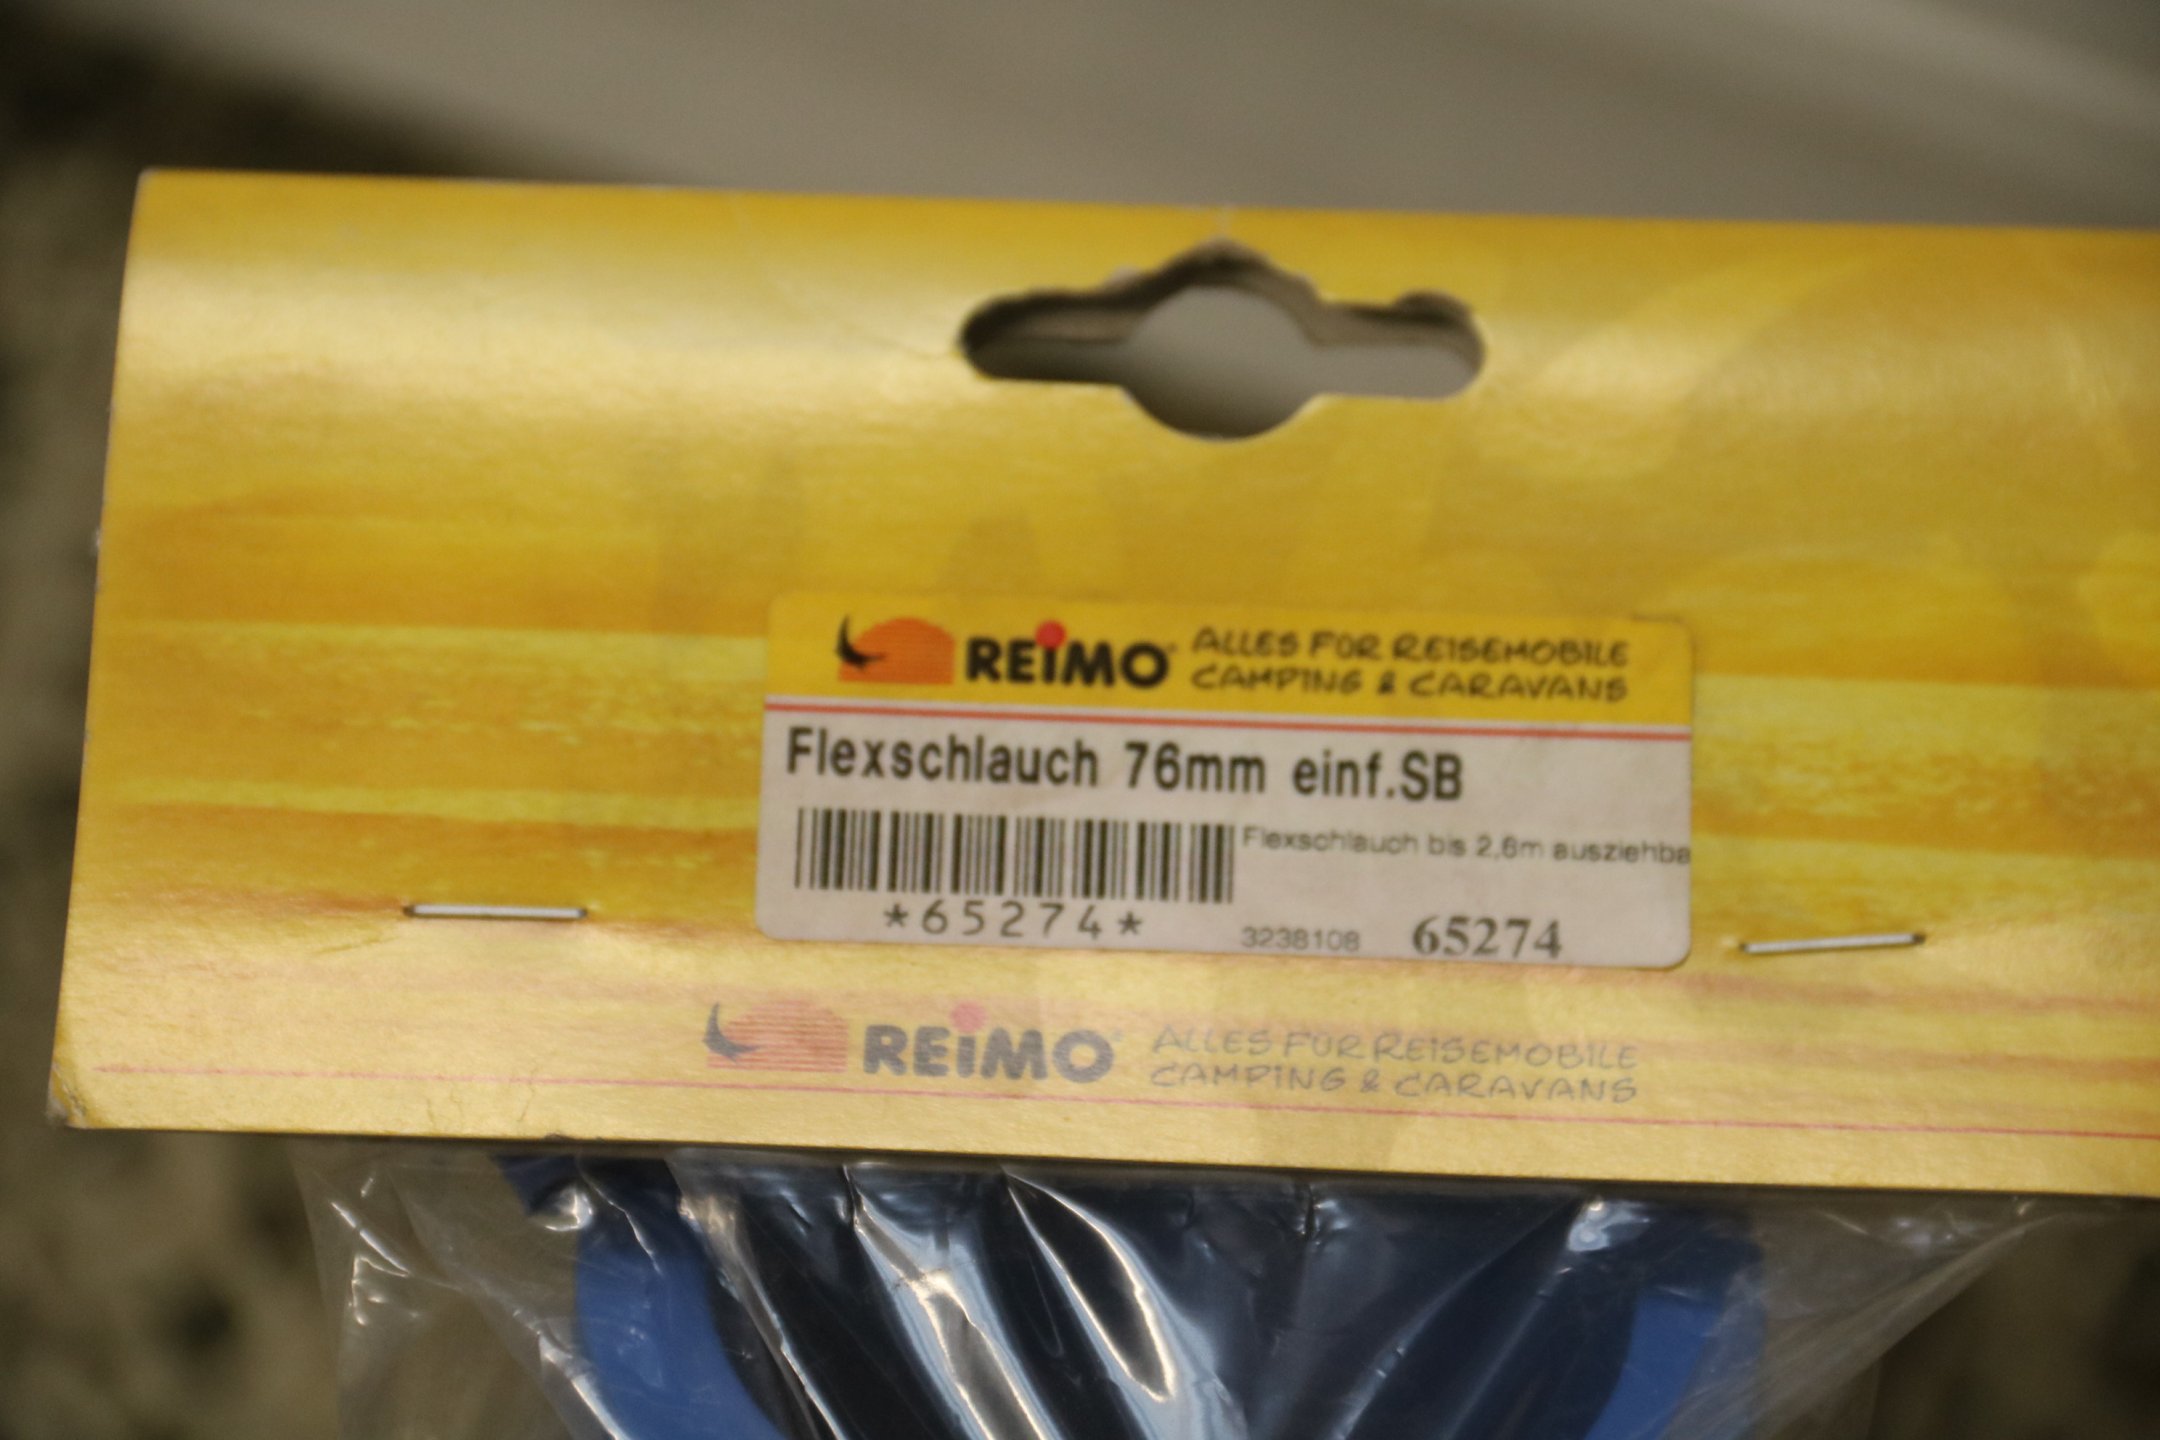 REIMO ALLES FÜR REISEMOBILE
CAMPING & CARAVANS
Flexschlauch 76mm einf.SB
Flexschlauch bis 2,6m ausziehba
*65274*
3238108 65274
REIMO ALLES FÜR REISEMOBILE
CAMPING & CARAVANS